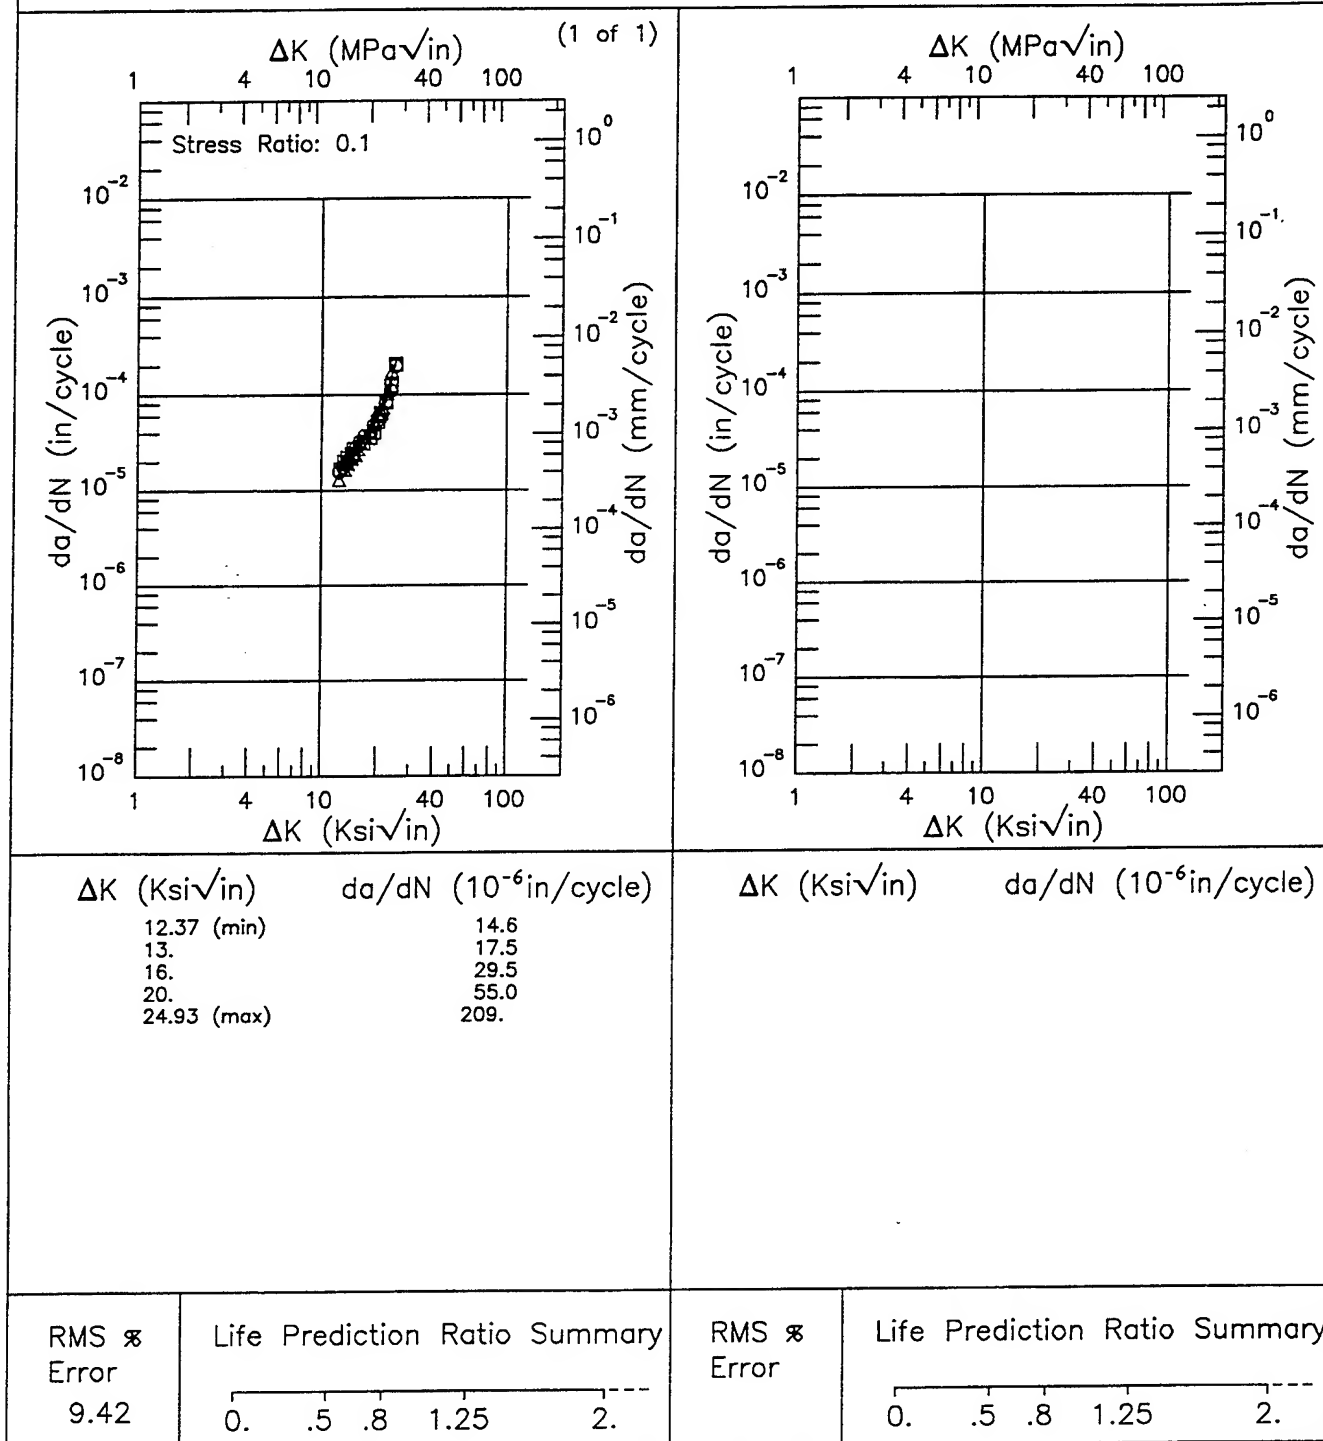 (1 of 1)
ΔK (MPa√in)
1 4 10 40 100
Stress Ratio: 0.1
10⁻²
10⁻³
10⁻⁴
10⁻⁵
10⁻⁶
10⁻⁷
10⁻⁸
da/dN (in/cycle)
10⁰
10⁻¹
10⁻²
10⁻³
10⁻⁴
10⁻⁵
10⁻⁶
da/dN (mm/cycle)
1 4 10 40 100
ΔK (Ksi√in)
ΔK (MPa√in)
1 4 10 40 100
10⁻²
10⁻³
10⁻⁴
10⁻⁵
10⁻⁶
10⁻⁷
10⁻⁸
da/dN (in/cycle)
10⁰
10⁻¹
10⁻²
10⁻³
10⁻⁴
10⁻⁵
10⁻⁶
da/dN (mm/cycle)
1 4 10 40 100
ΔK (Ksi√in)
ΔK (Ksi√in) da/dN (10⁻⁶in/cycle)
12.37 (min) 14.6
13. 17.5
16. 29.5
20. 55.0
24.93 (max) 209.
ΔK (Ksi√in) da/dN (10⁻⁶in/cycle)
RMS %
Error
9.42
Life Prediction Ratio Summary
0. .5 .8 1.25 2.
RMS %
Error
Life Prediction Ratio Summary
0. .5 .8 1.25 2.